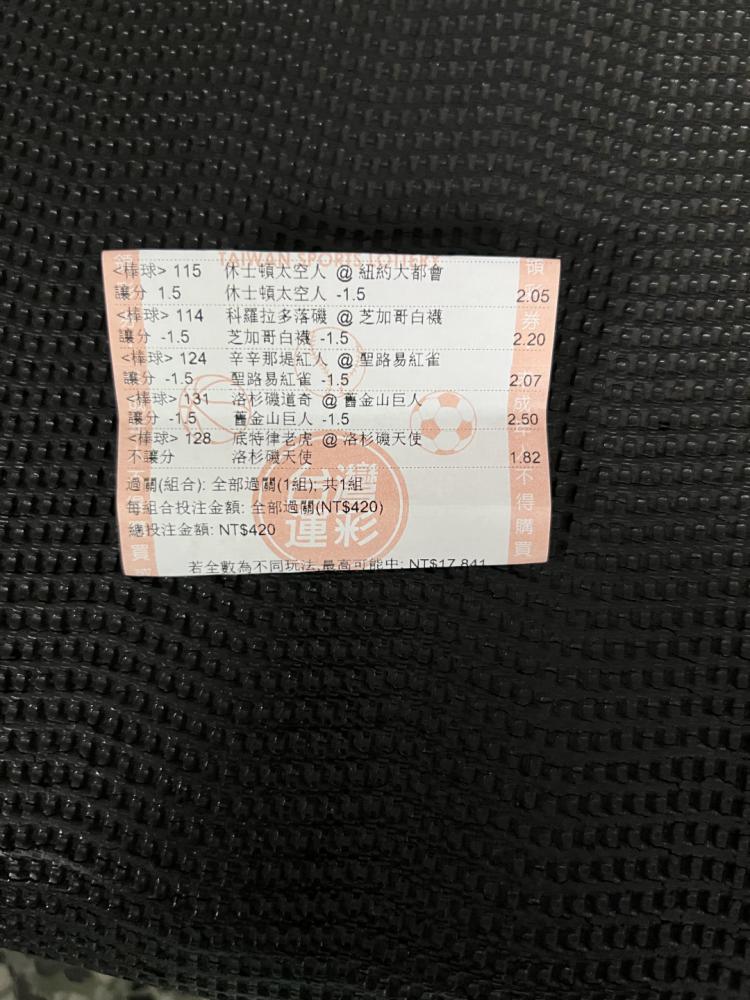 TAIWAN SPORTS LOTTERY
<棒球> 115 休士頓太空人 @ 紐約大都會
讓分 1.5 休士頓太空人 -1.5 2.05
<棒球> 114 科羅拉多落磯 @ 芝加哥白襪
讓分 -1.5 芝加哥白襪 -1.5 2.20
<棒球> 124 辛辛那堤紅人 @ 聖路易紅雀
讓分 -1.5 聖路易紅雀 -1.5 2.07
<棒球> 131 洛杉磯道奇 @ 舊金山巨人
讓分 -1.5 舊金山巨人 -1.5 2.50
<棒球> 128 底特律老虎 @ 洛杉磯天使
不讓分 洛杉磯天使 1.82
過關(組合): 全部過關(1組); 共1組
每組合投注金額: 全部過關(NT$420)
總投注金額: NT$420
若全數為不同玩法,最高可能中: NT$17,841
台灣
運彩
不得購買